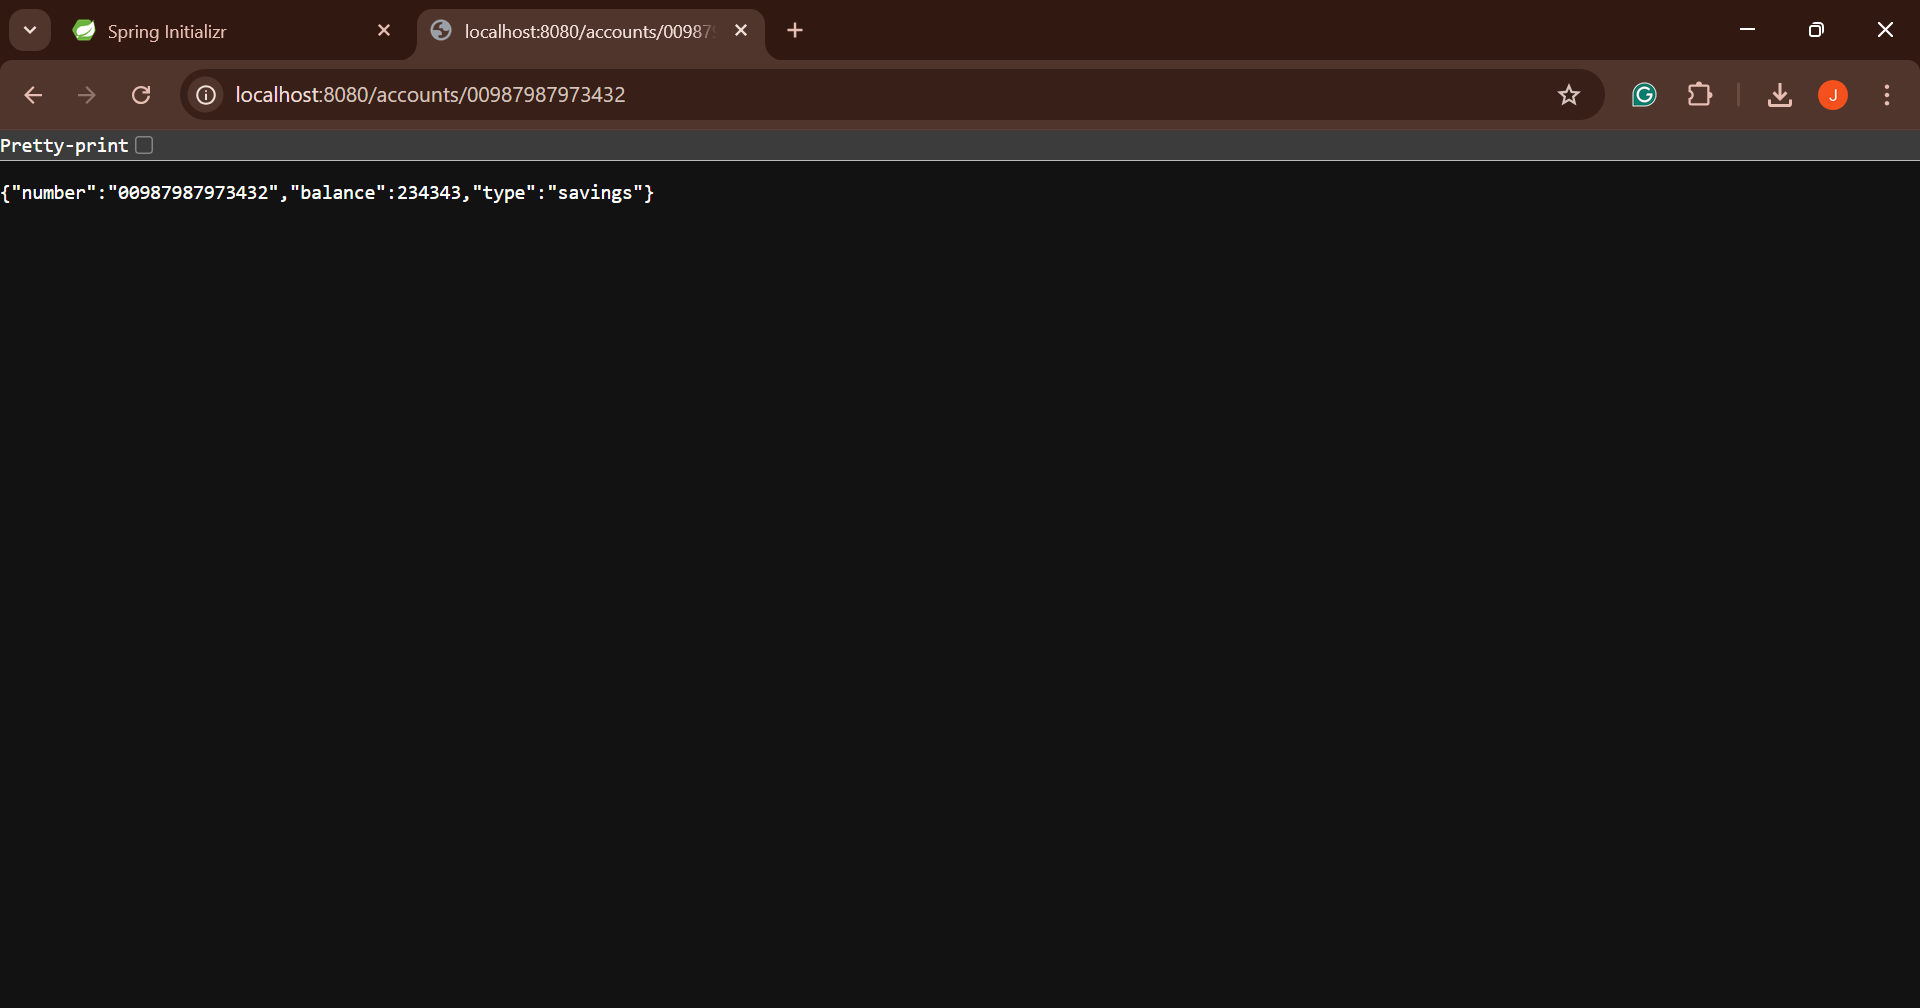 Spring Initializr
localhost:8080/accounts/00987
localhost:8080/accounts/00987987973432
J
Pretty-print
{"number":"00987987973432","balance":234343,"type":"savings"}